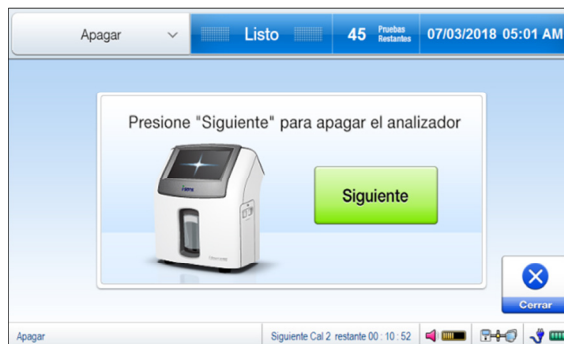 Apagar
Listo
45 Pruebas Restantes
07/03/2018 05:01 AM
Presione "Siguiente" para apagar el analizador
Siguiente
Cerrar
Apagar
Siguiente Cal 2 restante 00 : 10 : 52